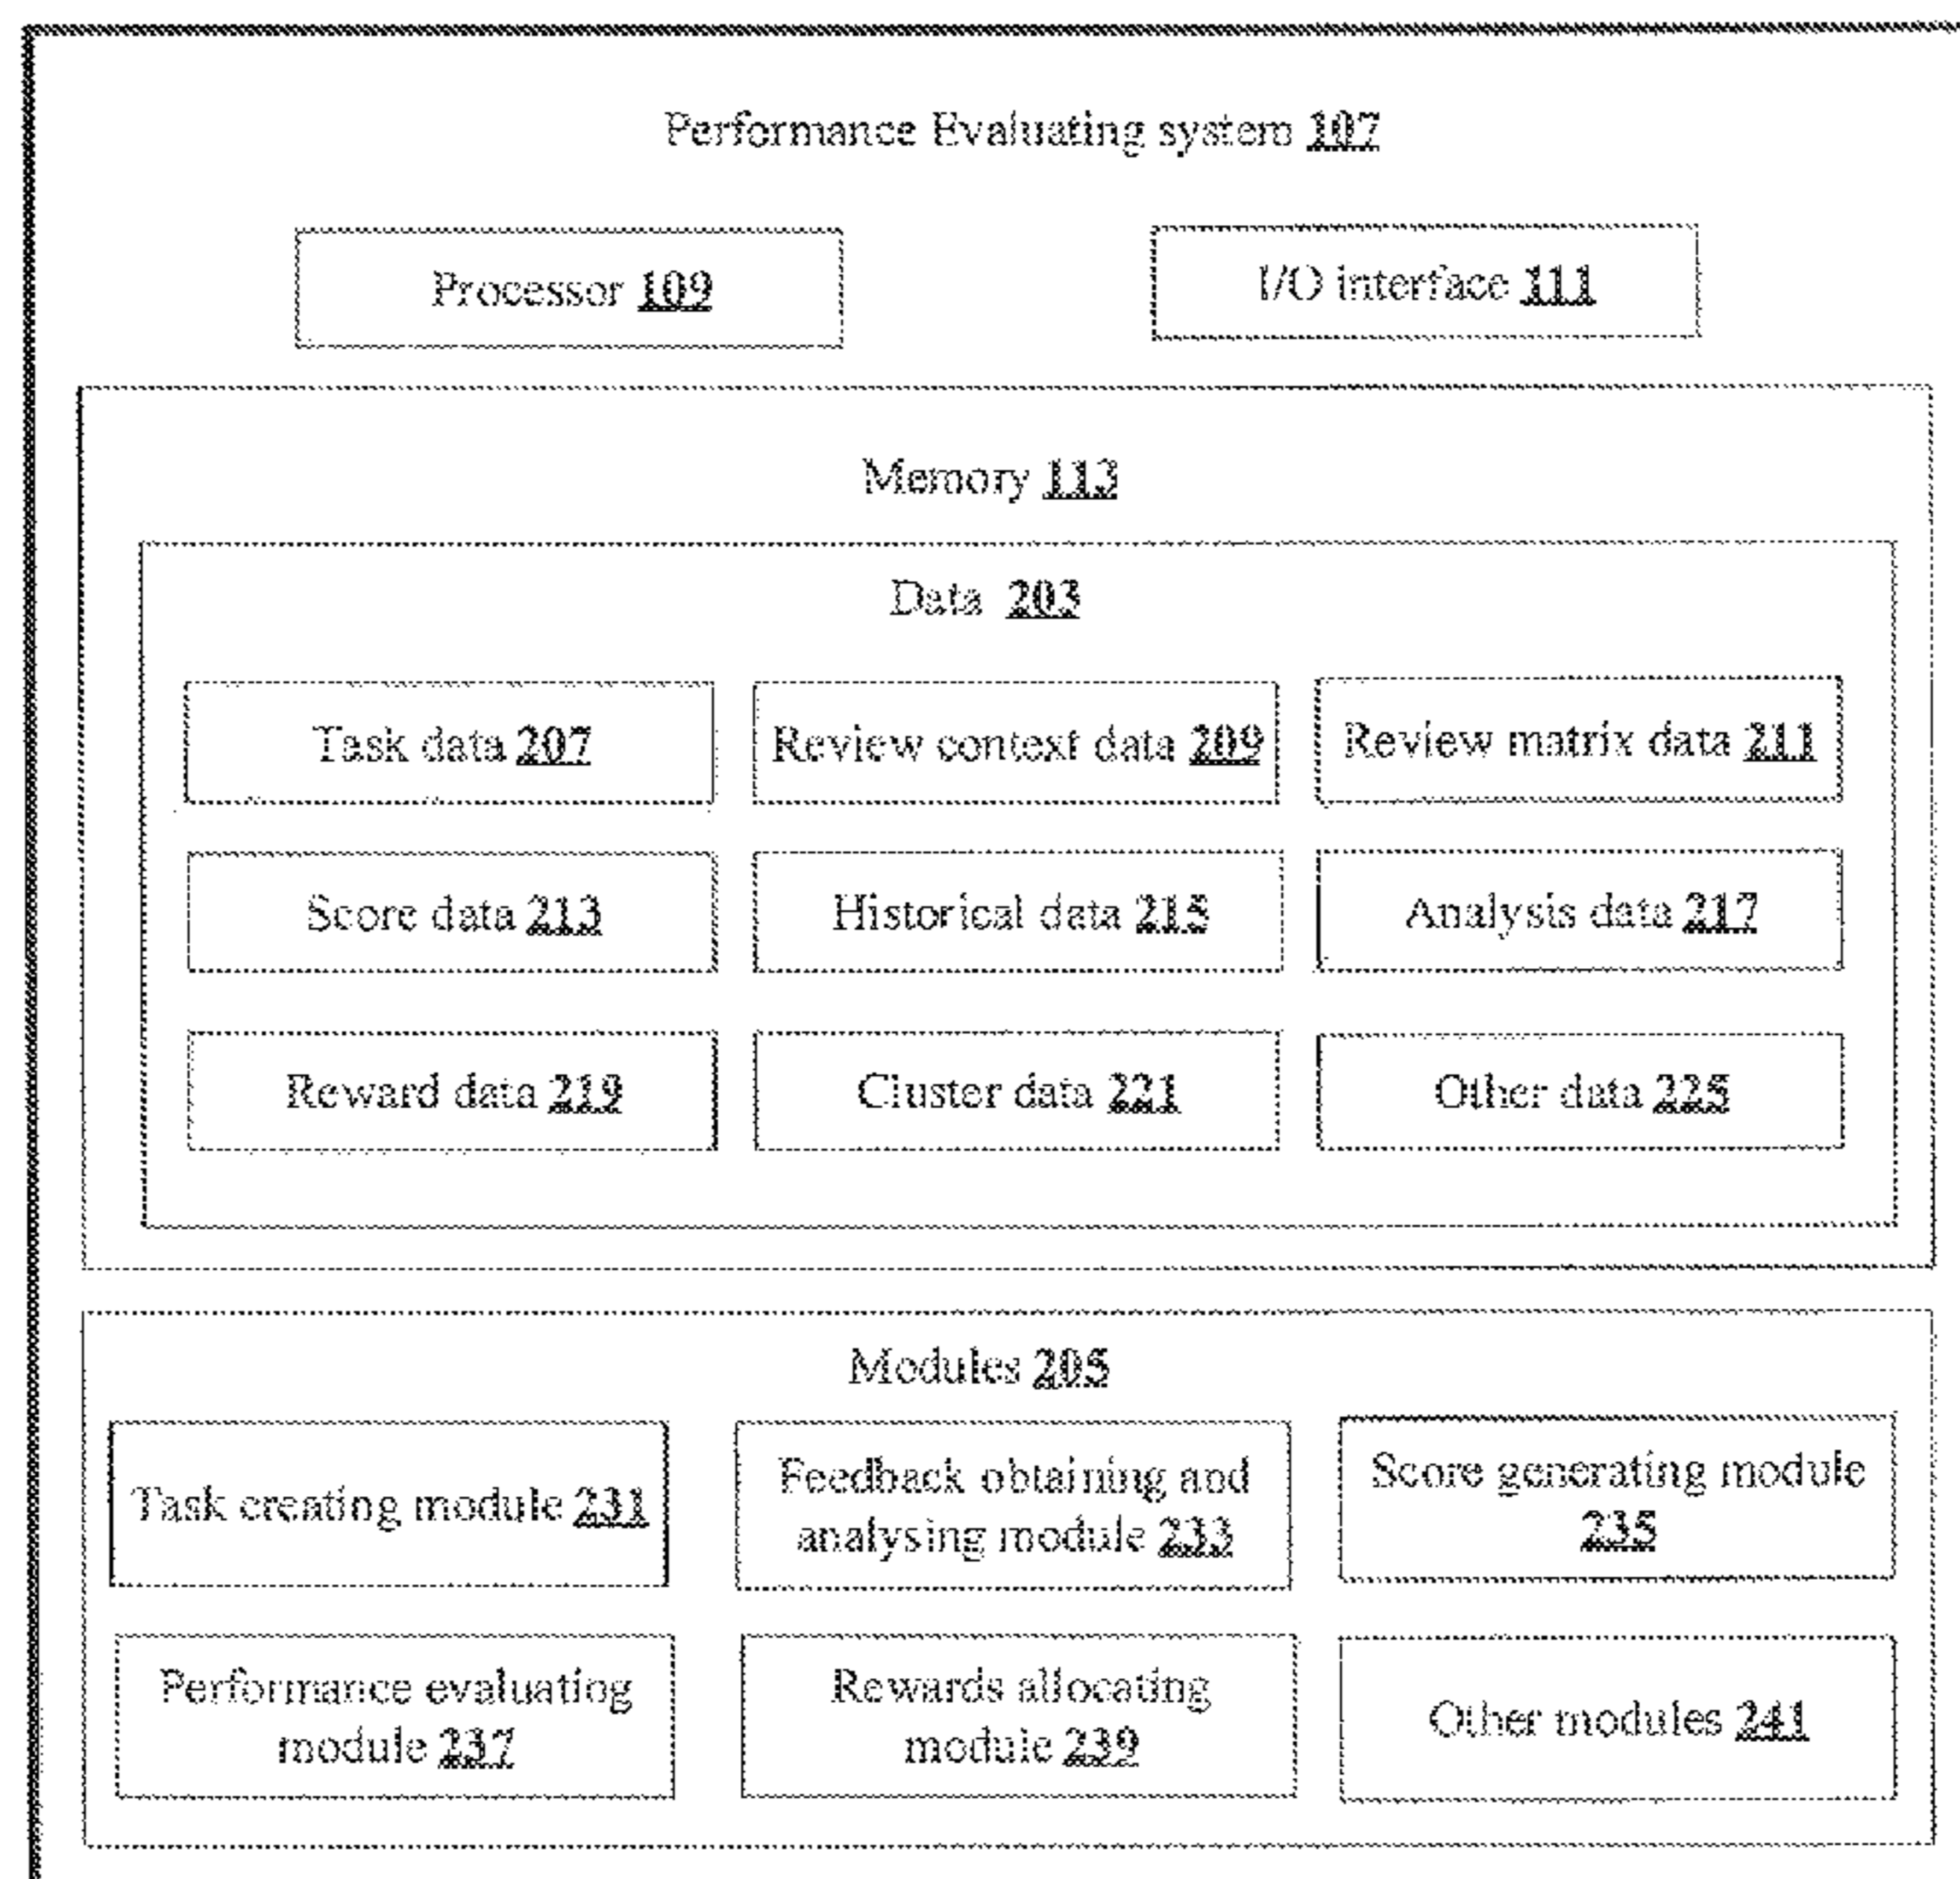 Performance Evaluating system 107
Processor 109
I/O interface 111
Memory 113
Data 203
Task data 207
Review context data 209
Review matrix data 211
Score data 213
Historical data 215
Analysis data 217
Reward data 219
Cluster data 221
Other data 225
Modules 205
Task creating module 231
Feedback obtaining and
analysing module 233
Score generating module
235
Performance evaluating
module 237
Rewards allocating
module 239
Other modules 241